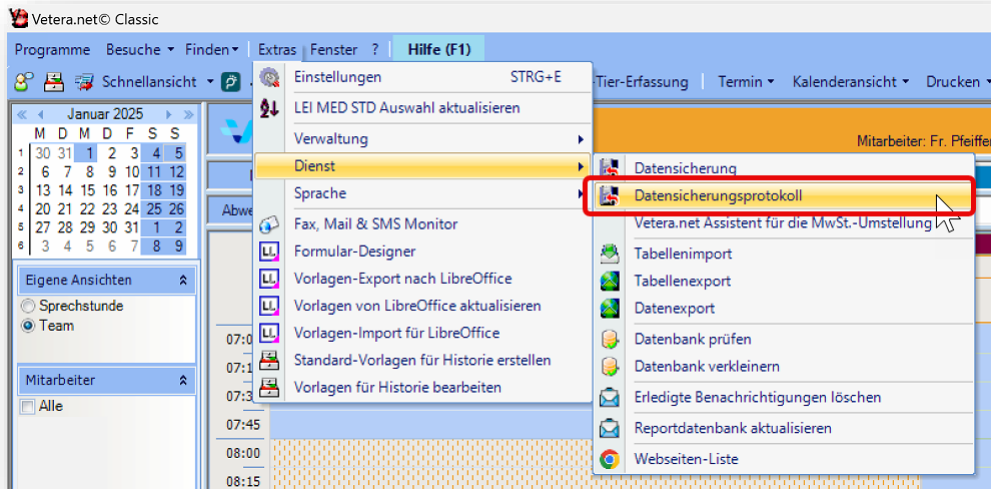 Vetera.net© Classic
Programme Besuche Finden Extras Fenster ? Hilfe (F1)
Schnellansicht -Tier-Erfassung Termin Kalenderansicht Drucken
Januar 2025
M D M D F S S
1 30 31 1 2 3 4 5
2 6 7 8 9 10 11 12
3 13 14 15 16 17 18 19
4 20 21 22 23 24 25 26
5 27 28 29 30 31 1 2
6 3 4 5 6 7 8 9
Eigene Ansichten
Sprechstunde
Team
Mitarbeiter
Alle
Mitarbeiter: Fr. Pfeiffer
Abwe
07:0
07:1
07:3
07:45
08:00
08:15
Einstellungen STRG+E
LEI MED STD Auswahl aktualisieren
Verwaltung
Dienst
Sprache
Fax, Mail & SMS Monitor
Formular-Designer
Vorlagen-Export nach LibreOffice
Vorlagen von LibreOffice aktualisieren
Vorlagen-Import für LibreOffice
Standard-Vorlagen für Historie erstellen
Vorlagen für Historie bearbeiten
Datensicherung
Datensicherungsprotokoll
Vetera.net Assistent für die MwSt.-Umstellung
Tabellenimport
Tabellenexport
Datenexport
Datenbank prüfen
Datenbank verkleinern
Erledigte Benachrichtigungen löschen
Reportdatenbank aktualisieren
Webseiten-Liste